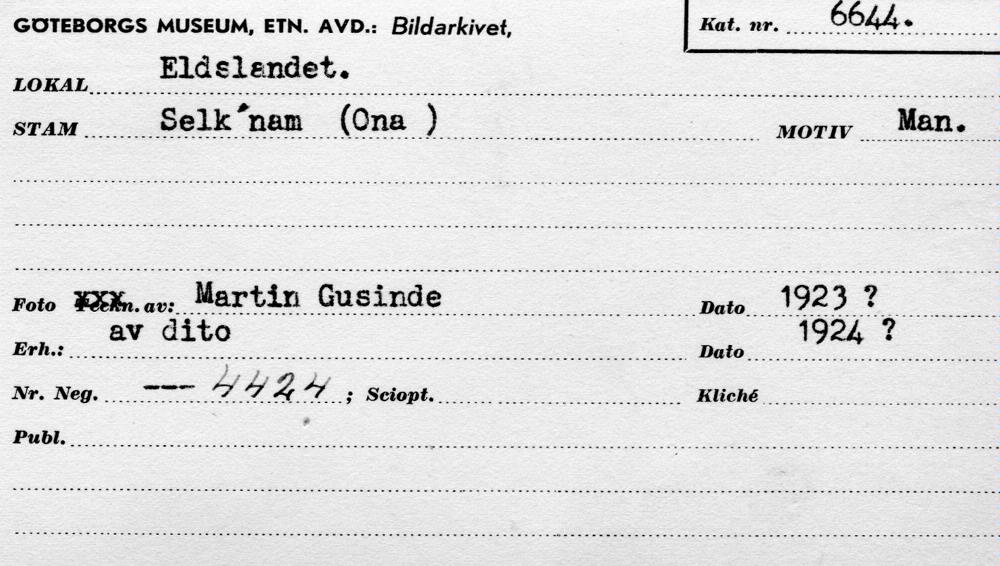 GÖTEBORGS MUSEUM, ETN. AVD.: Bildarkivet, Kat. nr. 6644.
LOKAL Eldslandet.
STAM Selk´nam (Ona ) MOTIV Man.
Foto Teckn. av: Martin Gusinde Dato 1923 ?
Erh.: av dito Dato 1924 ?
Nr. Neg. --- 4424 ; Sciopt. Kliché
Publ.